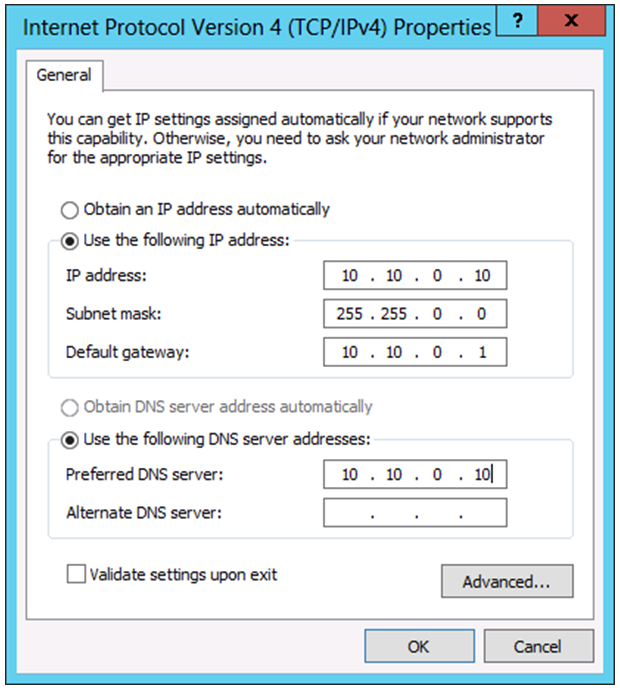 Internet Protocol Version 4 (TCP/IPv4) Properties ? x
General
You can get IP settings assigned automatically if your network supports
this capability. Otherwise, you need to ask your network administrator
for the appropriate IP settings.
Obtain an IP address automatically
Use the following IP address:
IP address: 10 . 10 . 0 . 10
Subnet mask: 255 . 255 . 0 . 0
Default gateway: 10 . 10 . 0 . 1
Obtain DNS server address automatically
Use the following DNS server addresses:
Preferred DNS server: 10 . 10 . 0 . 10
Alternate DNS server: . . .
Validate settings upon exit
Advanced...
OK Cancel